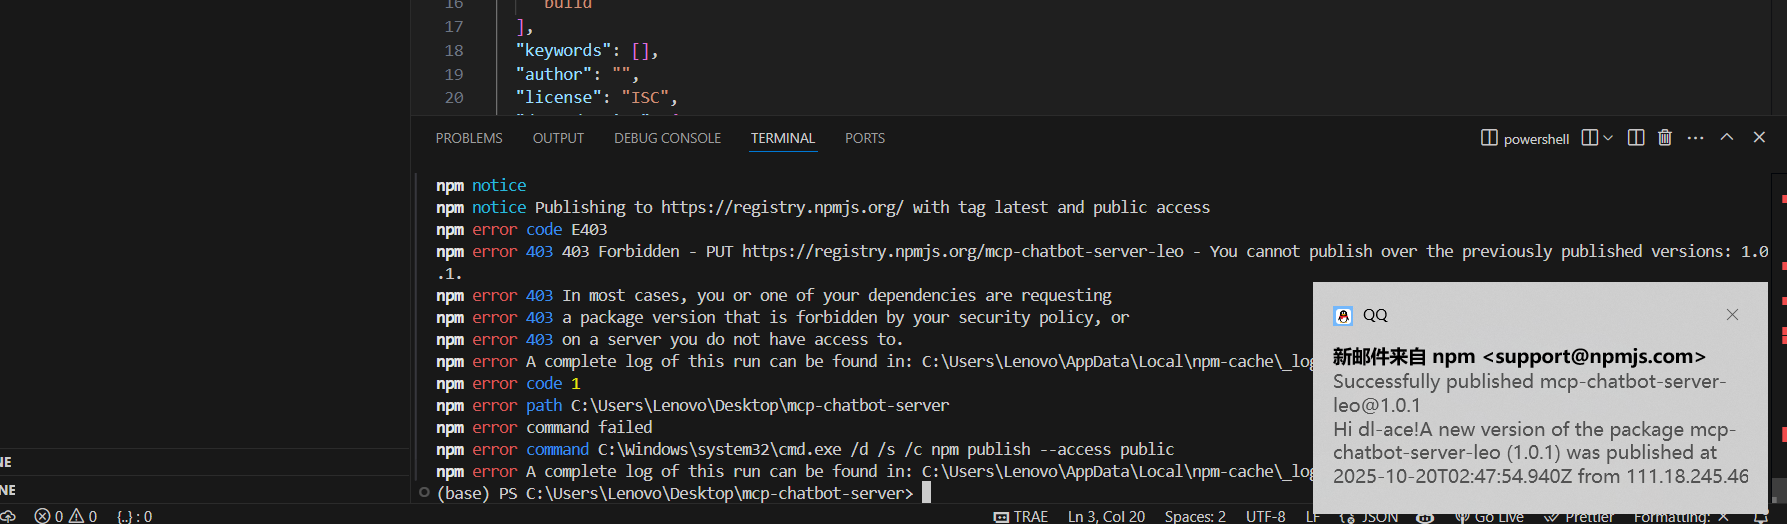 16 build
17 ],
18 "keywords": [],
19 "author": "",
20 "license": "ISC",
PROBLEMS OUTPUT DEBUG CONSOLE TERMINAL PORTS powershell
npm notice
npm notice Publishing to https://registry.npmjs.org/ with tag latest and public access
npm error code E403
npm error 403 403 Forbidden - PUT https://registry.npmjs.org/mcp-chatbot-server-leo - You cannot publish over the previously published versions: 1.0
.1.
npm error 403 In most cases, you or one of your dependencies are requesting
npm error 403 a package version that is forbidden by your security policy, or
npm error 403 on a server you do not have access to.
npm error A complete log of this run can be found in: C:\Users\Lenovo\AppData\Local\npm-cache\_log
npm error code 1
npm error path C:\Users\Lenovo\Desktop\mcp-chatbot-server
npm error command failed
npm error command C:\Windows\system32\cmd.exe /d /s /c npm publish --access public
npm error A complete log of this run can be found in: C:\Users\Lenovo\AppData\Local\npm-cache\_log
(base) PS C:\Users\Lenovo\Desktop\mcp-chatbot-server>
QQ
新邮件来自 npm <support@npmjs.com>
Successfully published mcp-chatbot-server-
leo@1.0.1
Hi dl-ace!A new version of the package mcp-
chatbot-server-leo (1.0.1) was published at
2025-10-20T02:47:54.940Z from 111.18.245.46
NE
NE
0 0 {..} : 0 TRAE Ln 3, Col 20 Spaces: 2 UTF-8 LF JSON Go Live Prettier Formatting: ×